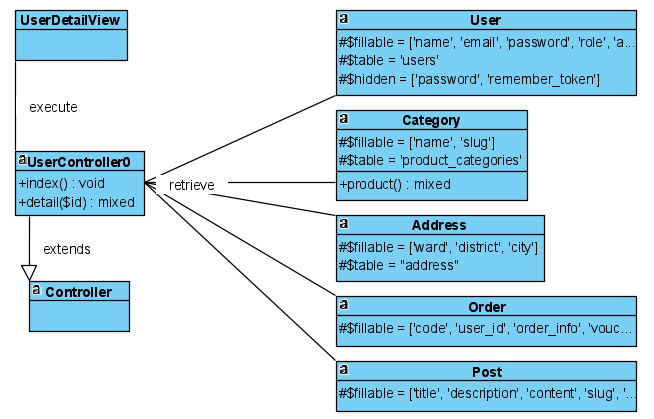 UserDetailView
execute
a UserController0
+index() : void
+detail($id) : mixed
extends
a Controller
retrieve
a User
#$fillable = ['name', 'email', 'password', 'role', 'a...
#$table = 'users'
#$hidden = ['password', 'remember_token']
a Category
#$fillable = ['name', 'slug']
#$table = 'product_categories'
+product() : mixed
a Address
#$fillable = ['ward', 'district', 'city']
#$table = "address"
a Order
#$fillable = ['code', 'user_id', 'order_info', 'vouc...
a Post
#$fillable = ['title', 'description', 'content', 'slug', '...